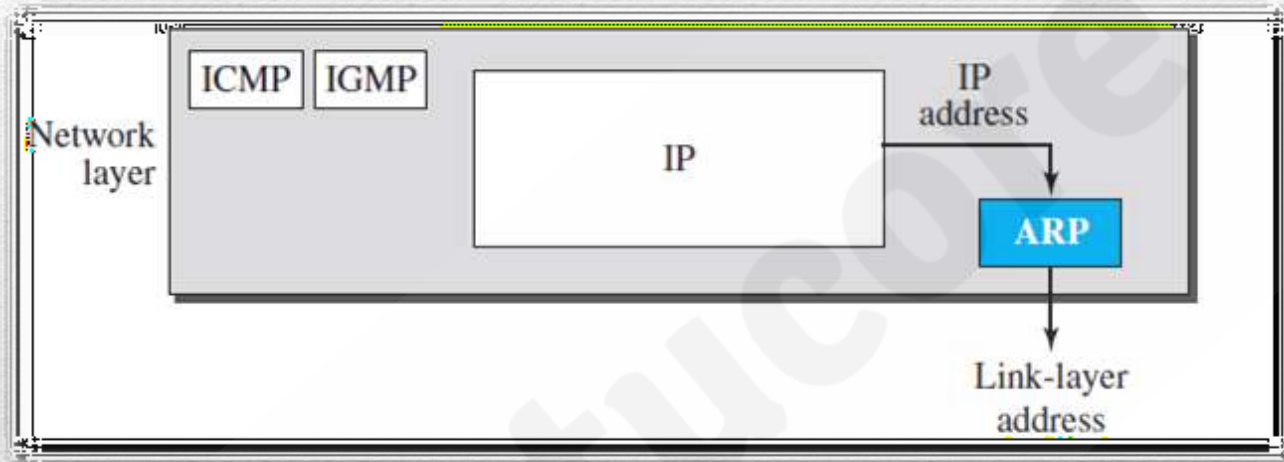 ICMP
IGMP
Network
layer
IP
IP
address
ARP
Link-layer
address